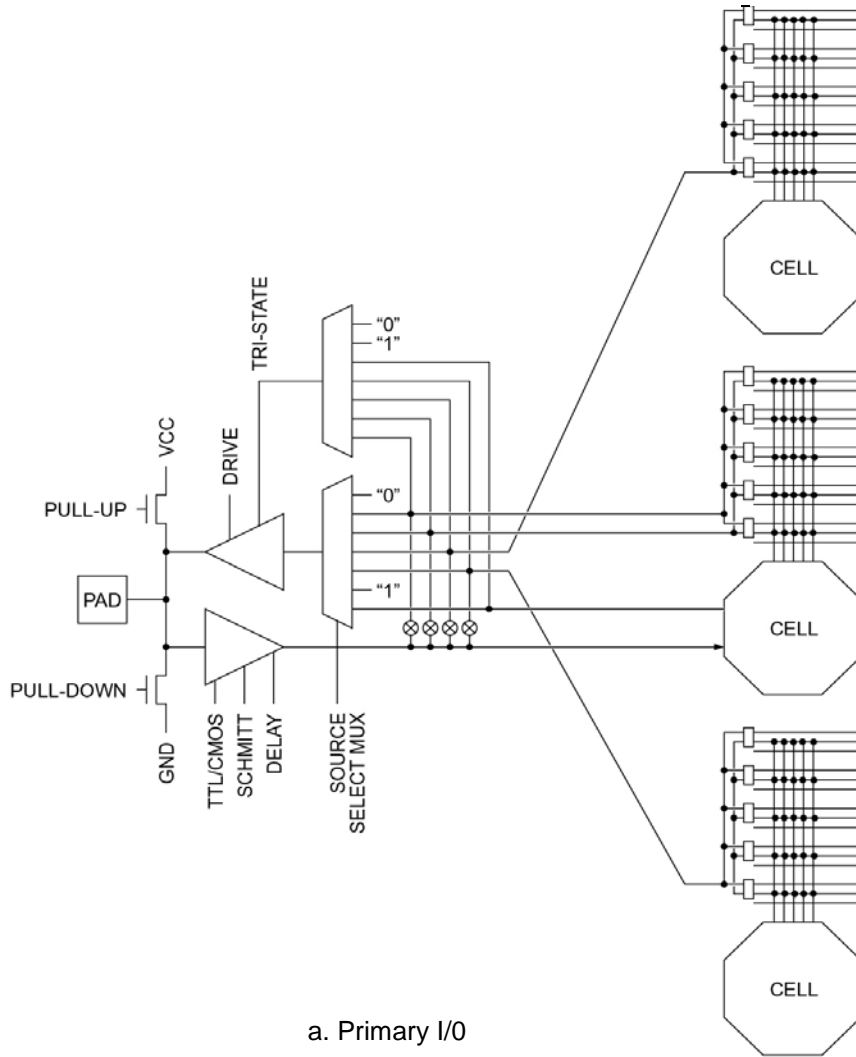 CELL
TRI-STATE
"0"
"1"
VCC
DRIVE
PULL-UP
"0"
PAD
"1"
CELL
PULL-DOWN
GND
TTL/CMOS
SCHMITT
DELAY
SOURCE
SELECT MUX
CELL
a. Primary I/0